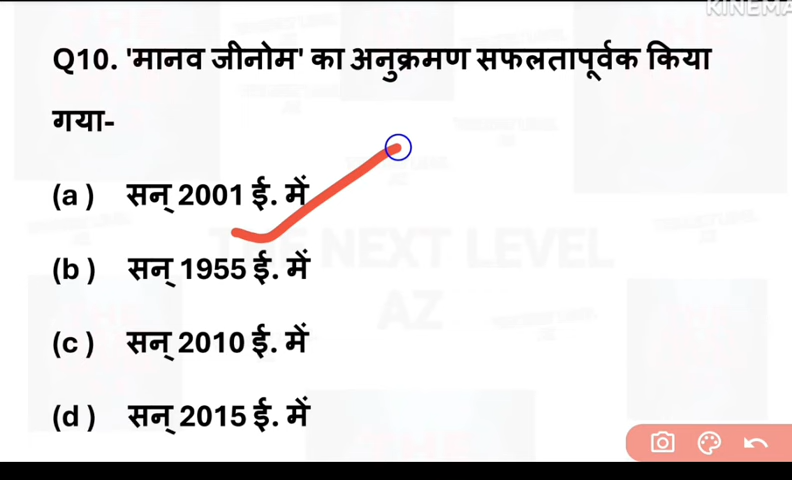 KINEMA
Q10. 'मानव जीनोम' का अनुक्रमण सफलतापूर्वक किया
गया-
(a) सन् 2001 ई. में
(b) सन् 1955 ई. में
THE NEXT LEVEL
AZ
(c) सन् 2010 ई. में
(d) सन् 2015 ई. में